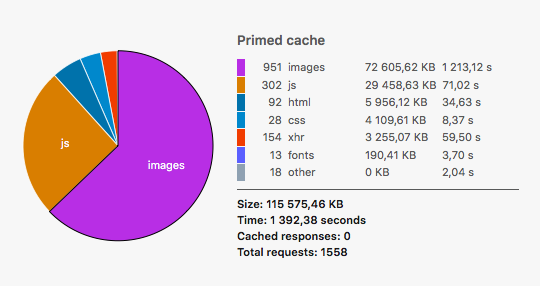 Primed cache
951 images 72 605,62 KB 1 213,12 s
302 js 29 458,63 KB 71,02 s
92 html 5 956,12 KB 34,63 s
28 css 4 109,61 KB 8,37 s
154 xhr 3 255,07 KB 59,50 s
13 fonts 190,41 KB 3,70 s
18 other 0 KB 2,04 s
Size: 115 575,46 KB
Time: 1 392,38 seconds
Cached responses: 0
Total requests: 1558
js
images